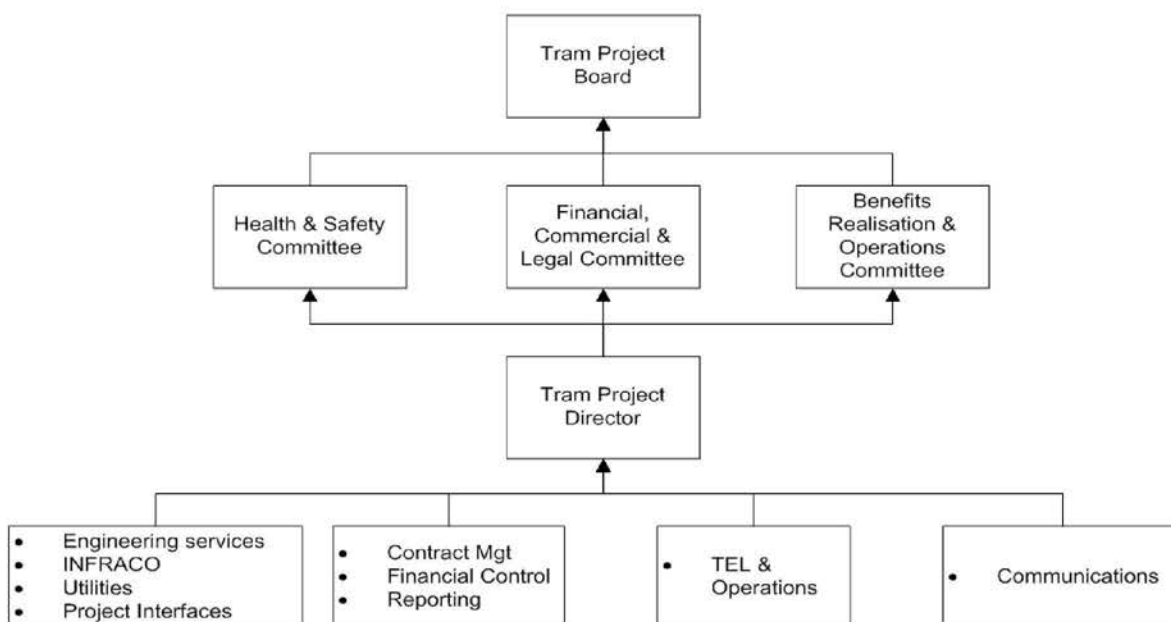 Tram Project
Board
Health & Safety
Committee
Financial,
Commercial &
Legal Committee
Benefits
Realisation &
Operations
Committee
Tram Project
Director
• Engineering services
• INFRACO
• Utilities
• Project Interfaces
• Contract Mgt
• Financial Control
• Reporting
• TEL &
Operations
• Communications